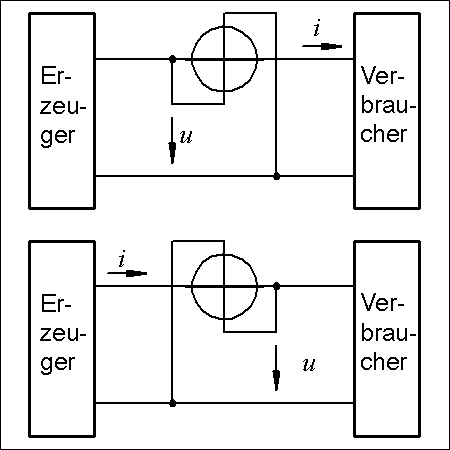 i
Er-
zeu-
ger
Ver-
brau-
cher
u
i
Er-
zeu-
ger
Ver-
brau-
cher
u